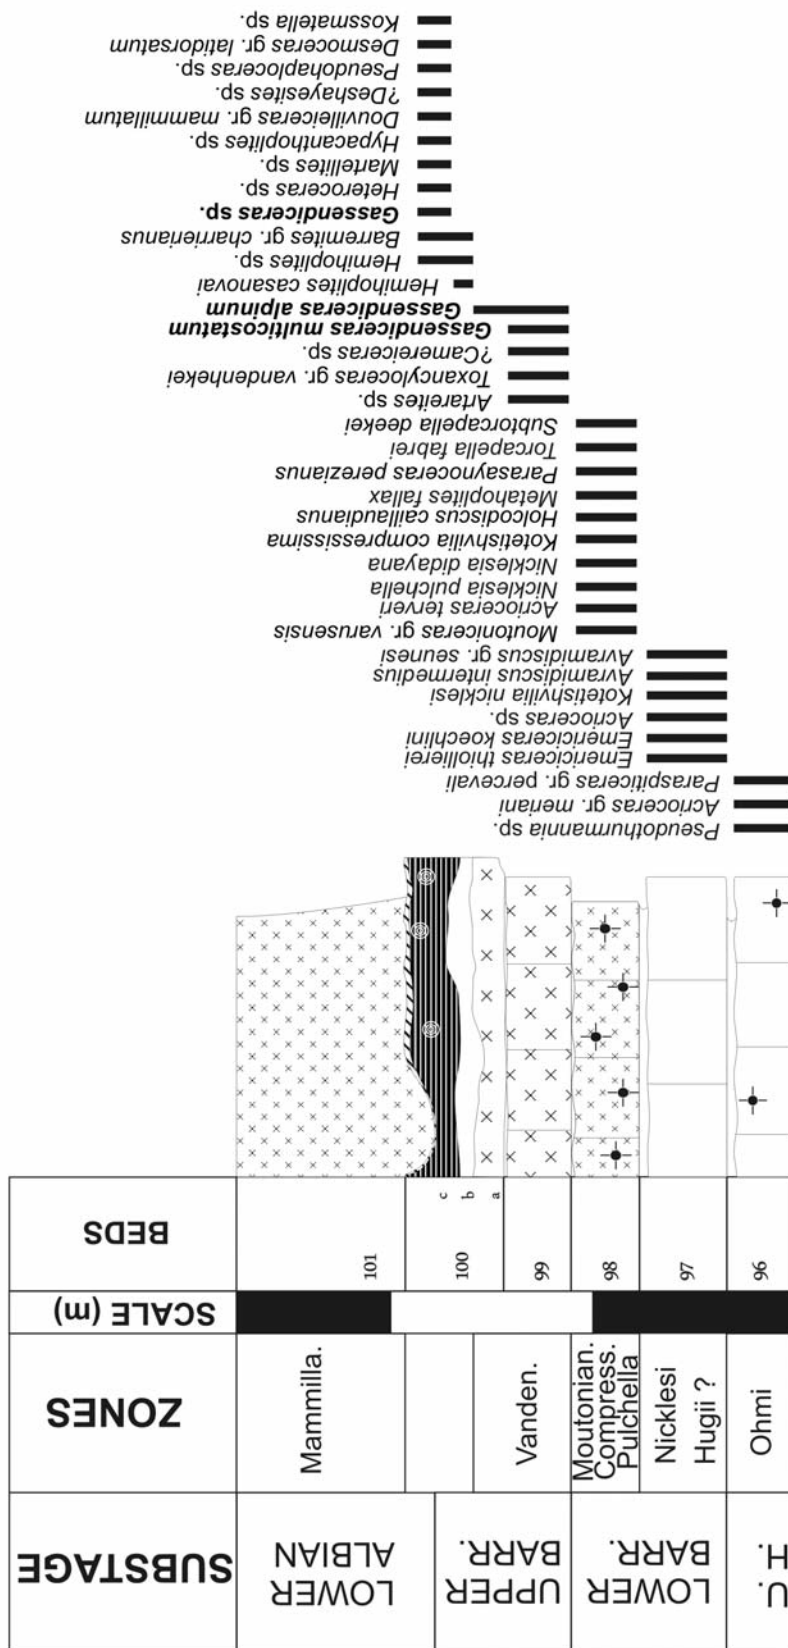 Kossmatella sp.
Desmoceras gr. latidorsatum
Pseudohaploceras sp.
?Deshayesites sp.
Douvilleiceras gr. mammillatum
Hypacanthoplites sp.
Martellites sp.
Heteroceras sp.
Gassendiceras sp.
Barremites gr. charrierianus
Hemihoplites sp.
Hemihoplites casanovai
Gassendiceras alpinum
Gassendiceras multicostatum
?Camereiceras sp.
Toxancyloceras gr. vandenhekei
Artareites sp.
Subtorcapella deekei
Torcapella fabrei
Parasaynoceras perezianus
Metahoplites fallax
Holcodiscus caillaudianus
Kotetishvilia compressissima
Nicklesia didayana
Nicklesia pulchella
Acrioceras terveri
Moutoniceras gr. varusensis
Avramidiscus gr. seunesi
Avramidiscus intermedius
Kotetishvilia nicklesi
Acrioceras sp.
Emericiceras koechlini
Emericiceras thiollierei
Paraspiticeras gr. percevali
Acrioceras gr. meriani
Pseudothurmannia sp.
BEDS
101
100
c
b
a
99
98
97
96
SCALE (m)
ZONES
Mammilla.
Vanden.
Moutonian.
Compress.
Pulchella
Nicklesi
Hugii ?
Ohmi
SUBSTAGE
LOWER
ALBIAN
UPPER
BARR.
LOWER
BARR.
U.
H.